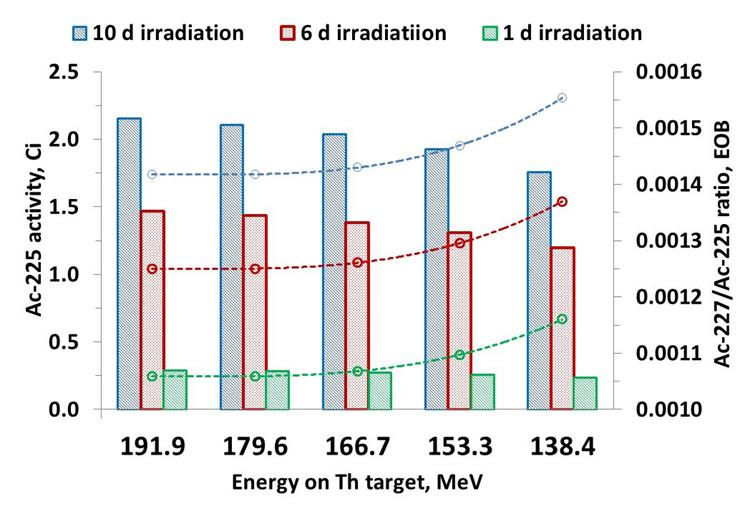 10 d irradiation 6 d irradiatiion 1 d irradiation
Ac-225 activity, Ci
2.5
2.0
1.5
1.0
0.5
0.0
0.0016
0.0015
0.0014
0.0013
0.0012
0.0011
0.0010
Ac-227/Ac-225 ratio, EOB
191.9 179.6 166.7 153.3 138.4
Energy on Th target, MeV